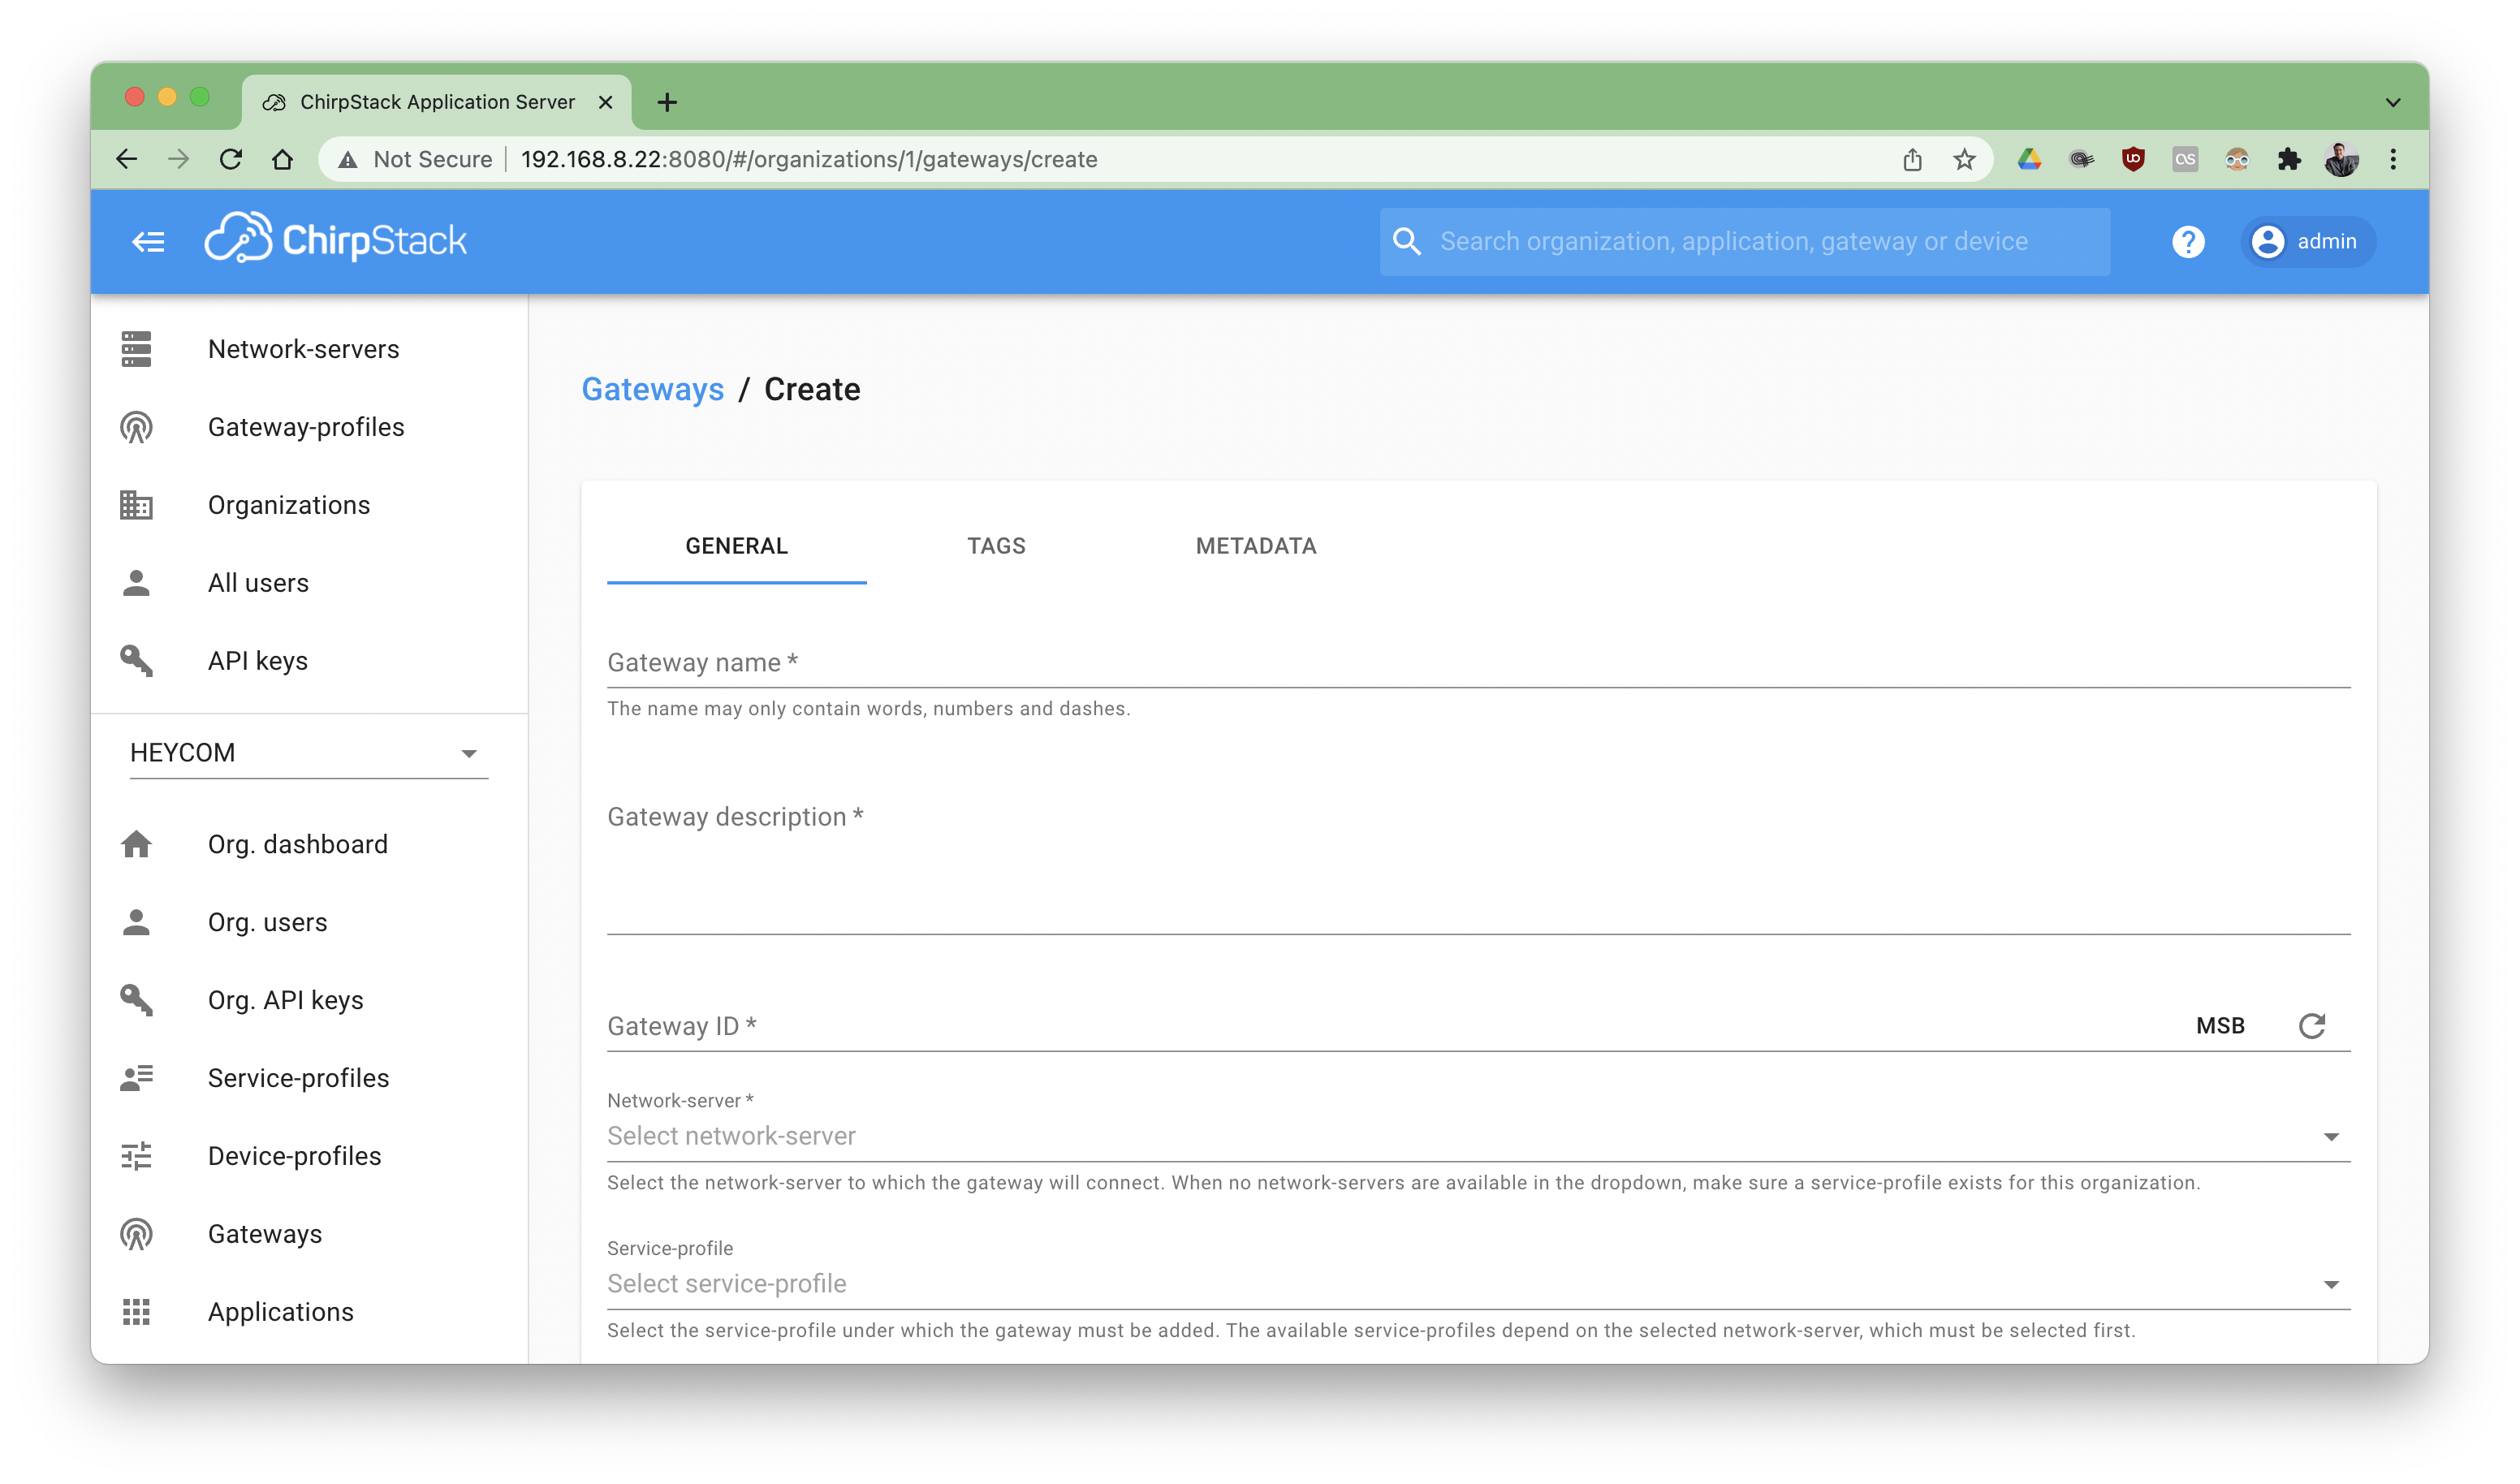 ChirpStack Application Server
Not Secure
192.168.8.22:8080/#/organizations/1/gateways/create
ChirpStack
Search organization, application, gateway or device
?
admin
Network-servers
Gateway-profiles
Organizations
All users
API keys
HEYCOM
Org. dashboard
Org. users
Org. API keys
Service-profiles
Device-profiles
Gateways
Applications
Gateways / Create
GENERAL TAGS METADATA
Gateway name *
The name may only contain words, numbers and dashes.
Gateway description *
Gateway ID *
MSB
Network-server *
Select network-server
Select the network-server to which the gateway will connect. When no network-servers are available in the dropdown, make sure a service-profile exists for this organization.
Service-profile
Select service-profile
Select the service-profile under which the gateway must be added. The available service-profiles depend on the selected network-server, which must be selected first.